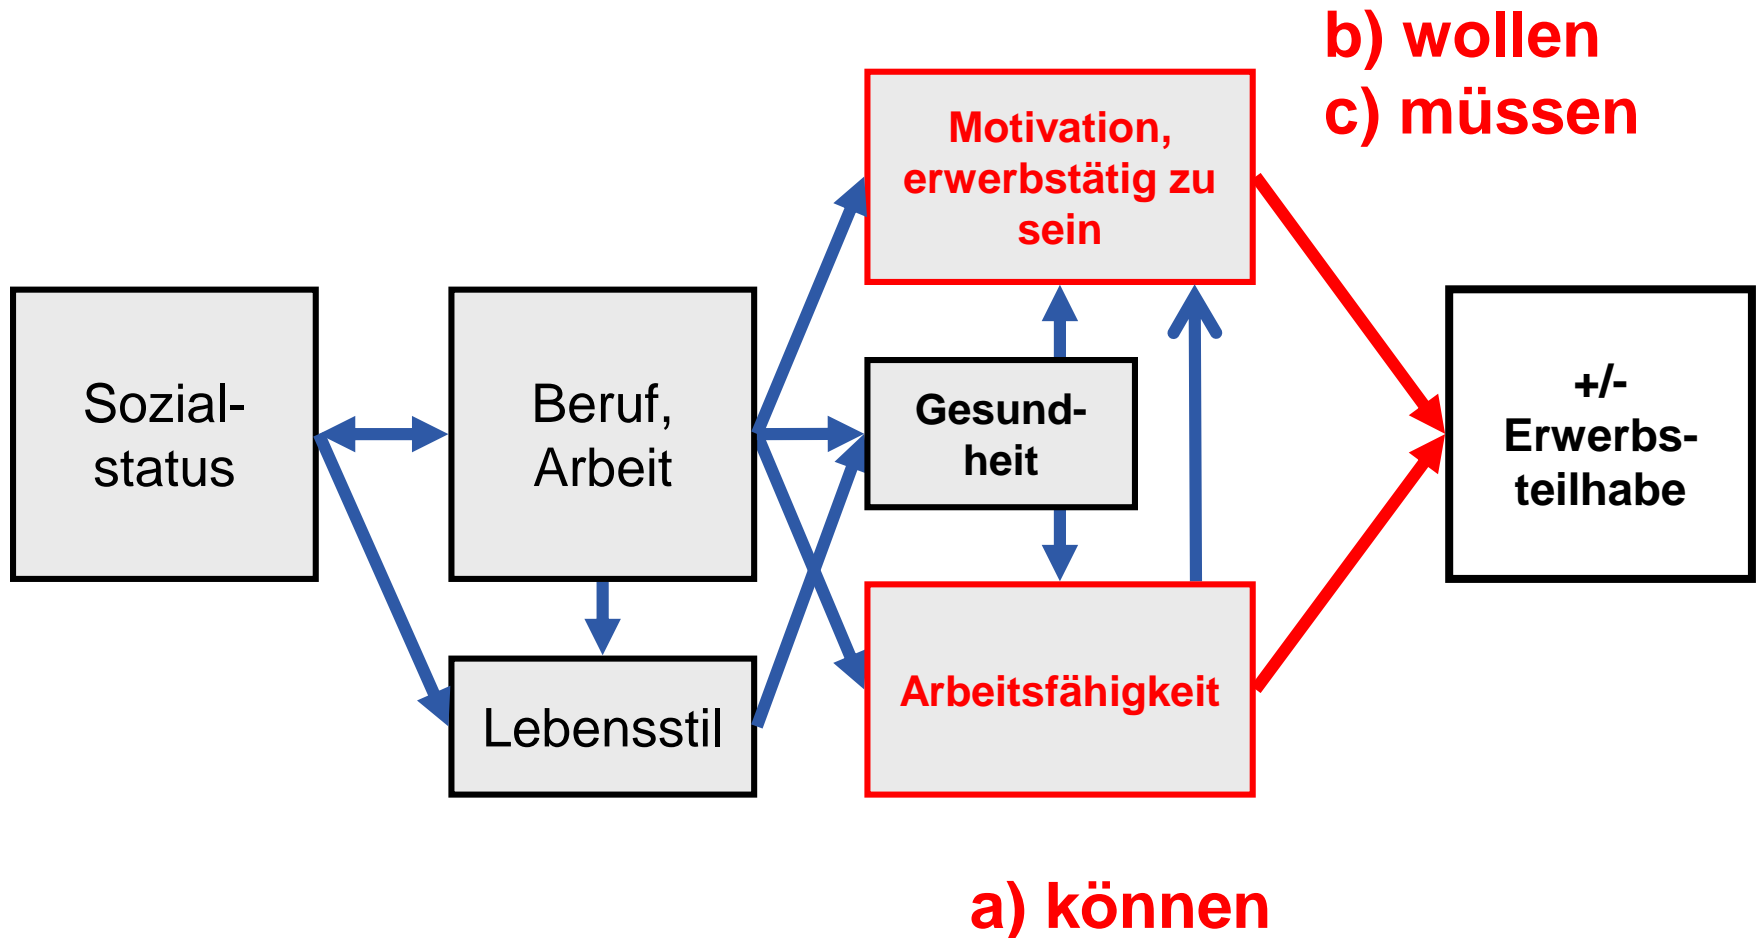 b) wollen
c) müssen
Motivation,
erwerbstätig zu
sein
Sozial-
status
Beruf,
Arbeit
Gesund-
heit
+/-
Erwerbs-
teilhabe
Lebensstil
Arbeitsfähigkeit
a) können